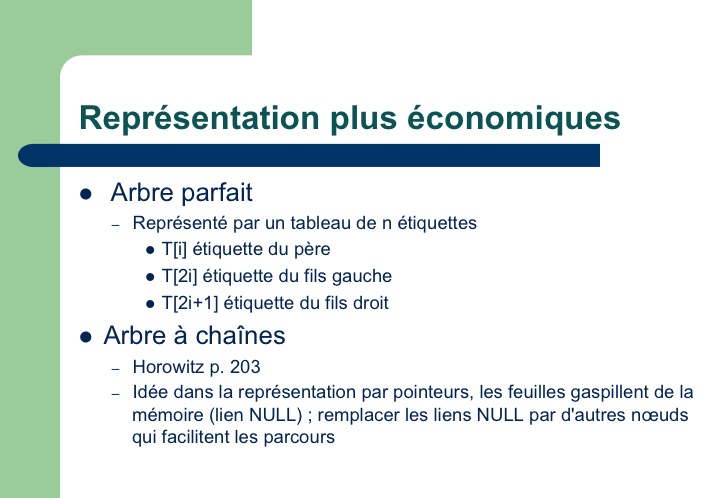 Représentation plus économiques
● Arbre parfait
– Représenté par un tableau de n étiquettes
● T[i] étiquette du père
● T[2i] étiquette du fils gauche
● T[2i+1] étiquette du fils droit
● Arbre à chaînes
– Horowitz p. 203
– Idée dans la représentation par pointeurs, les feuilles gaspillent de la
mémoire (lien NULL) ; remplacer les liens NULL par d'autres nœuds
qui facilitent les parcours